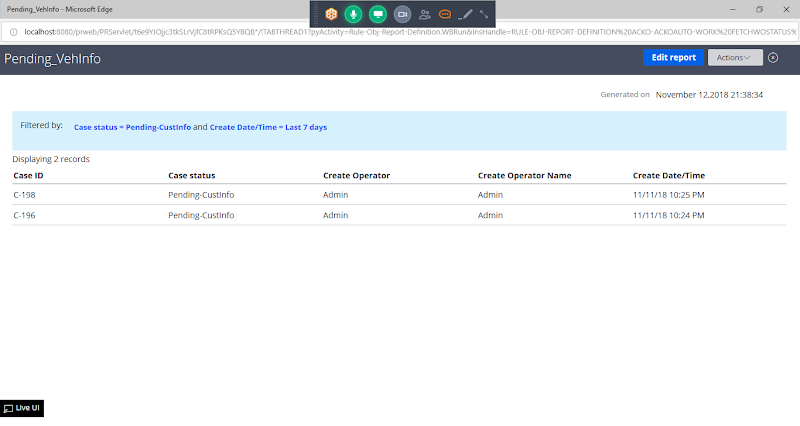 Pending_VehInfo - Microsoft Edge
localhost:8080/prweb/PRServlet/t6e9YJOjjc3tkSLrVjfC8tRPKsQ5YBQB*/!TABTHREAD1?pyActivity=Rule-Obj-Report-Definition.WBRun&InsHandle=RULE-OBJ-REPORT-DEFINITION%20ACKO-ACKOAUTO-WORK%20FETCHWOSTATUS%
Pending_VehInfo
Edit report
Actions
Generated on November 12,2018 21:38:34
Filtered by: Case status = Pending-CustInfo and Create Date/Time = Last 7 days
Displaying 2 records
Case ID Case status Create Operator Create Operator Name Create Date/Time
C-198 Pending-CustInfo Admin Admin 11/11/18 10:25 PM
C-196 Pending-CustInfo Admin Admin 11/11/18 10:24 PM
Live UI